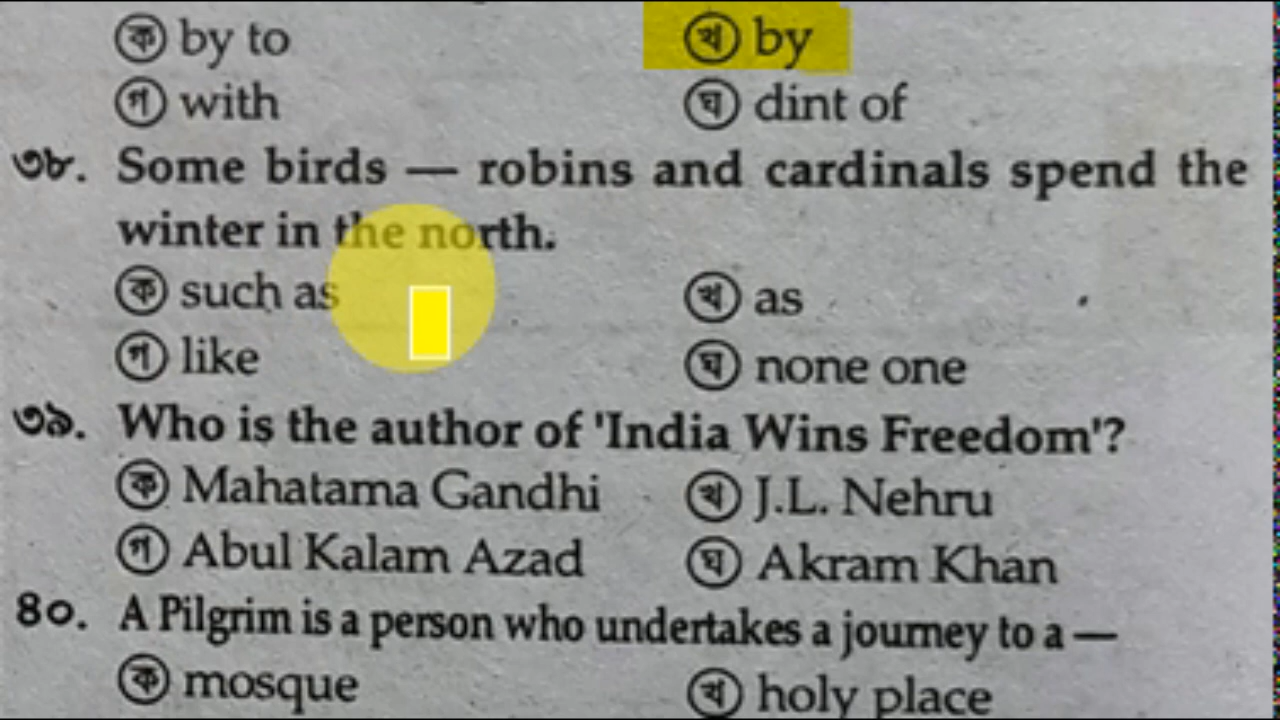 ক by to খ by
গ with ঘ dint of
৩৮. Some birds — robins and cardinals spend the
winter in the north.
ক such as খ as
গ like ঘ none one
৩৯. Who is the author of 'India Wins Freedom'?
ক Mahatama Gandhi খ J.L. Nehru
গ Abul Kalam Azad ঘ Akram Khan
৪০. A Pilgrim is a person who undertakes a journey to a —
ক mosque খ holy place